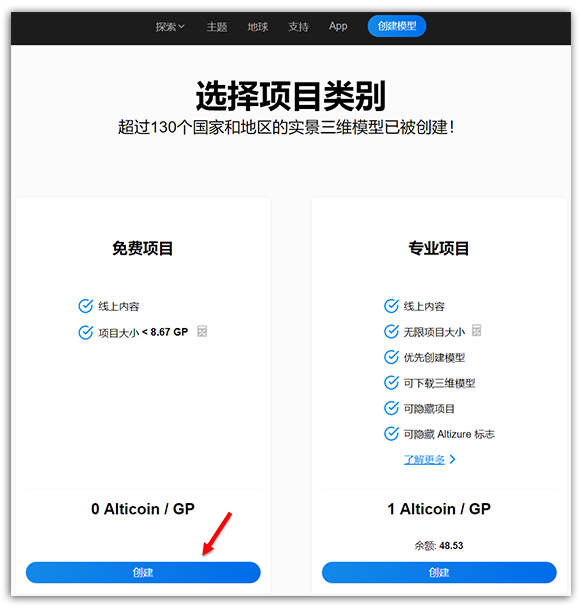 探索 主题 地球 支持 App 创建模型
选择项目类别
超过130个国家和地区的实景三维模型已被创建！
免费项目
线上内容
项目大小 < 8.67 GP
0 Alticoin / GP
创建
专业项目
线上内容
无限项目大小
优先创建模型
可下载三维模型
可隐藏项目
可隐藏 Altizure 标志
了解更多
1 Alticoin / GP
余额: 48.53
创建